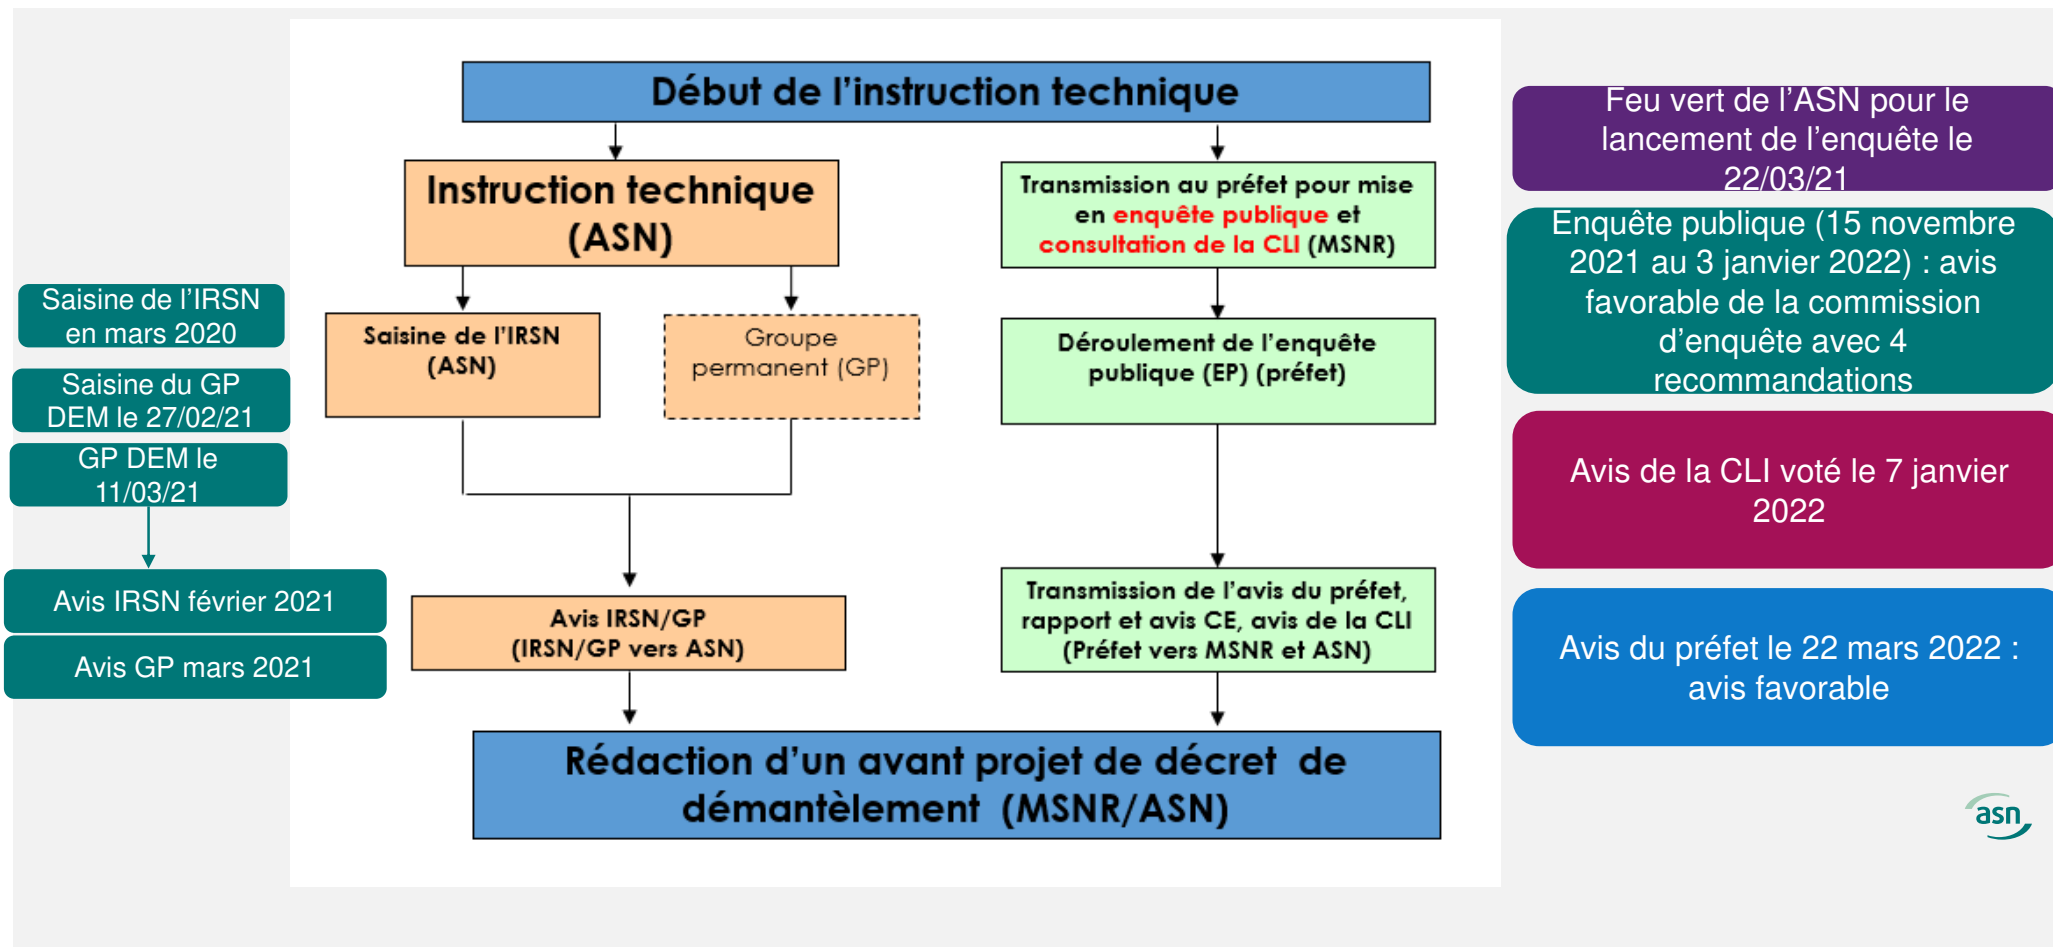 Début de l'instruction technique
Instruction technique
(ASN)
Transmission au préfet pour mise
en enquête publique et
consultation de la CLI (MSNR)
Saisine de l'IRSN
(ASN)
Groupe
permanent (GP)
Déroulement de l'enquête
publique (EP) (préfet)
Avis IRSN/GP
(IRSN/GP vers ASN)
Transmission de l'avis du préfet,
rapport et avis CE, avis de la CLI
(Préfet vers MSNR et ASN)
Rédaction d'un avant projet de décret de
démantèlement (MSNR/ASN)
Saisine de l'IRSN
en mars 2020
Saisine du GP
DEM le 27/02/21
GP DEM le
11/03/21
Avis IRSN février 2021
Avis GP mars 2021
Feu vert de l'ASN pour le
lancement de l'enquête le
22/03/21
Enquête publique (15 novembre
2021 au 3 janvier 2022) : avis
favorable de la commission
d'enquête avec 4
recommandations
Avis de la CLI voté le 7 janvier
2022
Avis du préfet le 22 mars 2022 :
avis favorable
asn